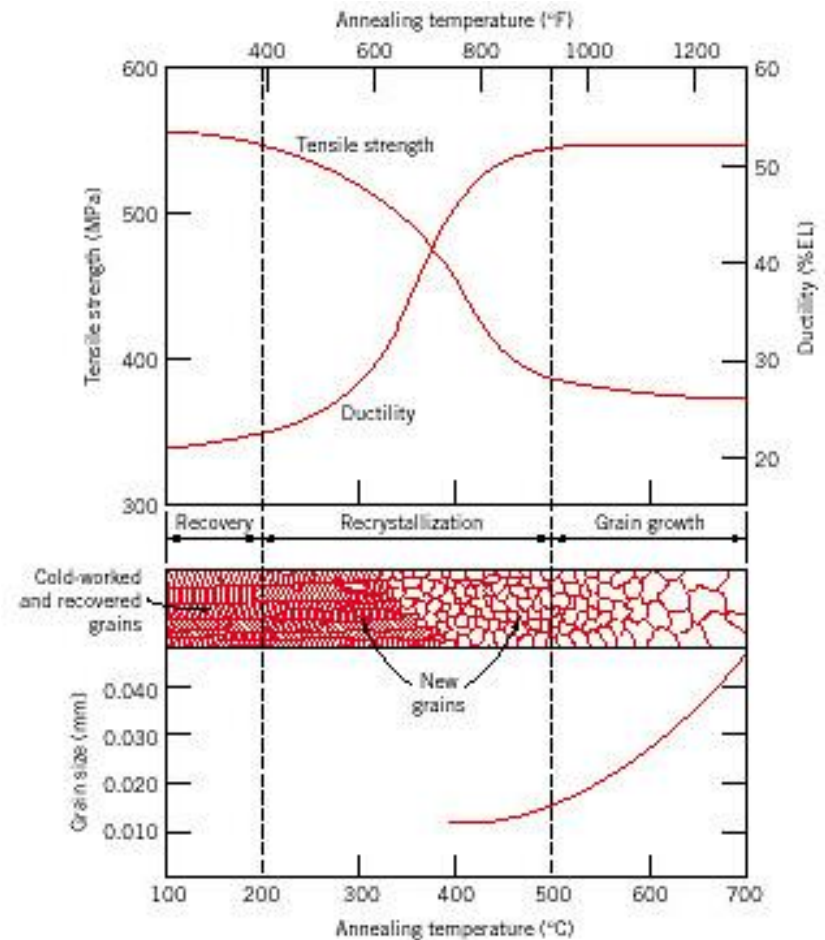 Annealing temperature (°F)
400 600 800 1000 1200
600 60
Tensile strength
50
500
Tensile strength (MPa)
Ductility (%EL)
40
400 30
Ductility
20
300
Recovery Recrystallization Grain growth
Cold-worked
and recovered
grains
New
grains
Grain size (mm)
0.040
0.030
0.020
0.010
100 200 300 400 500 600 700
Annealing temperature (°C)